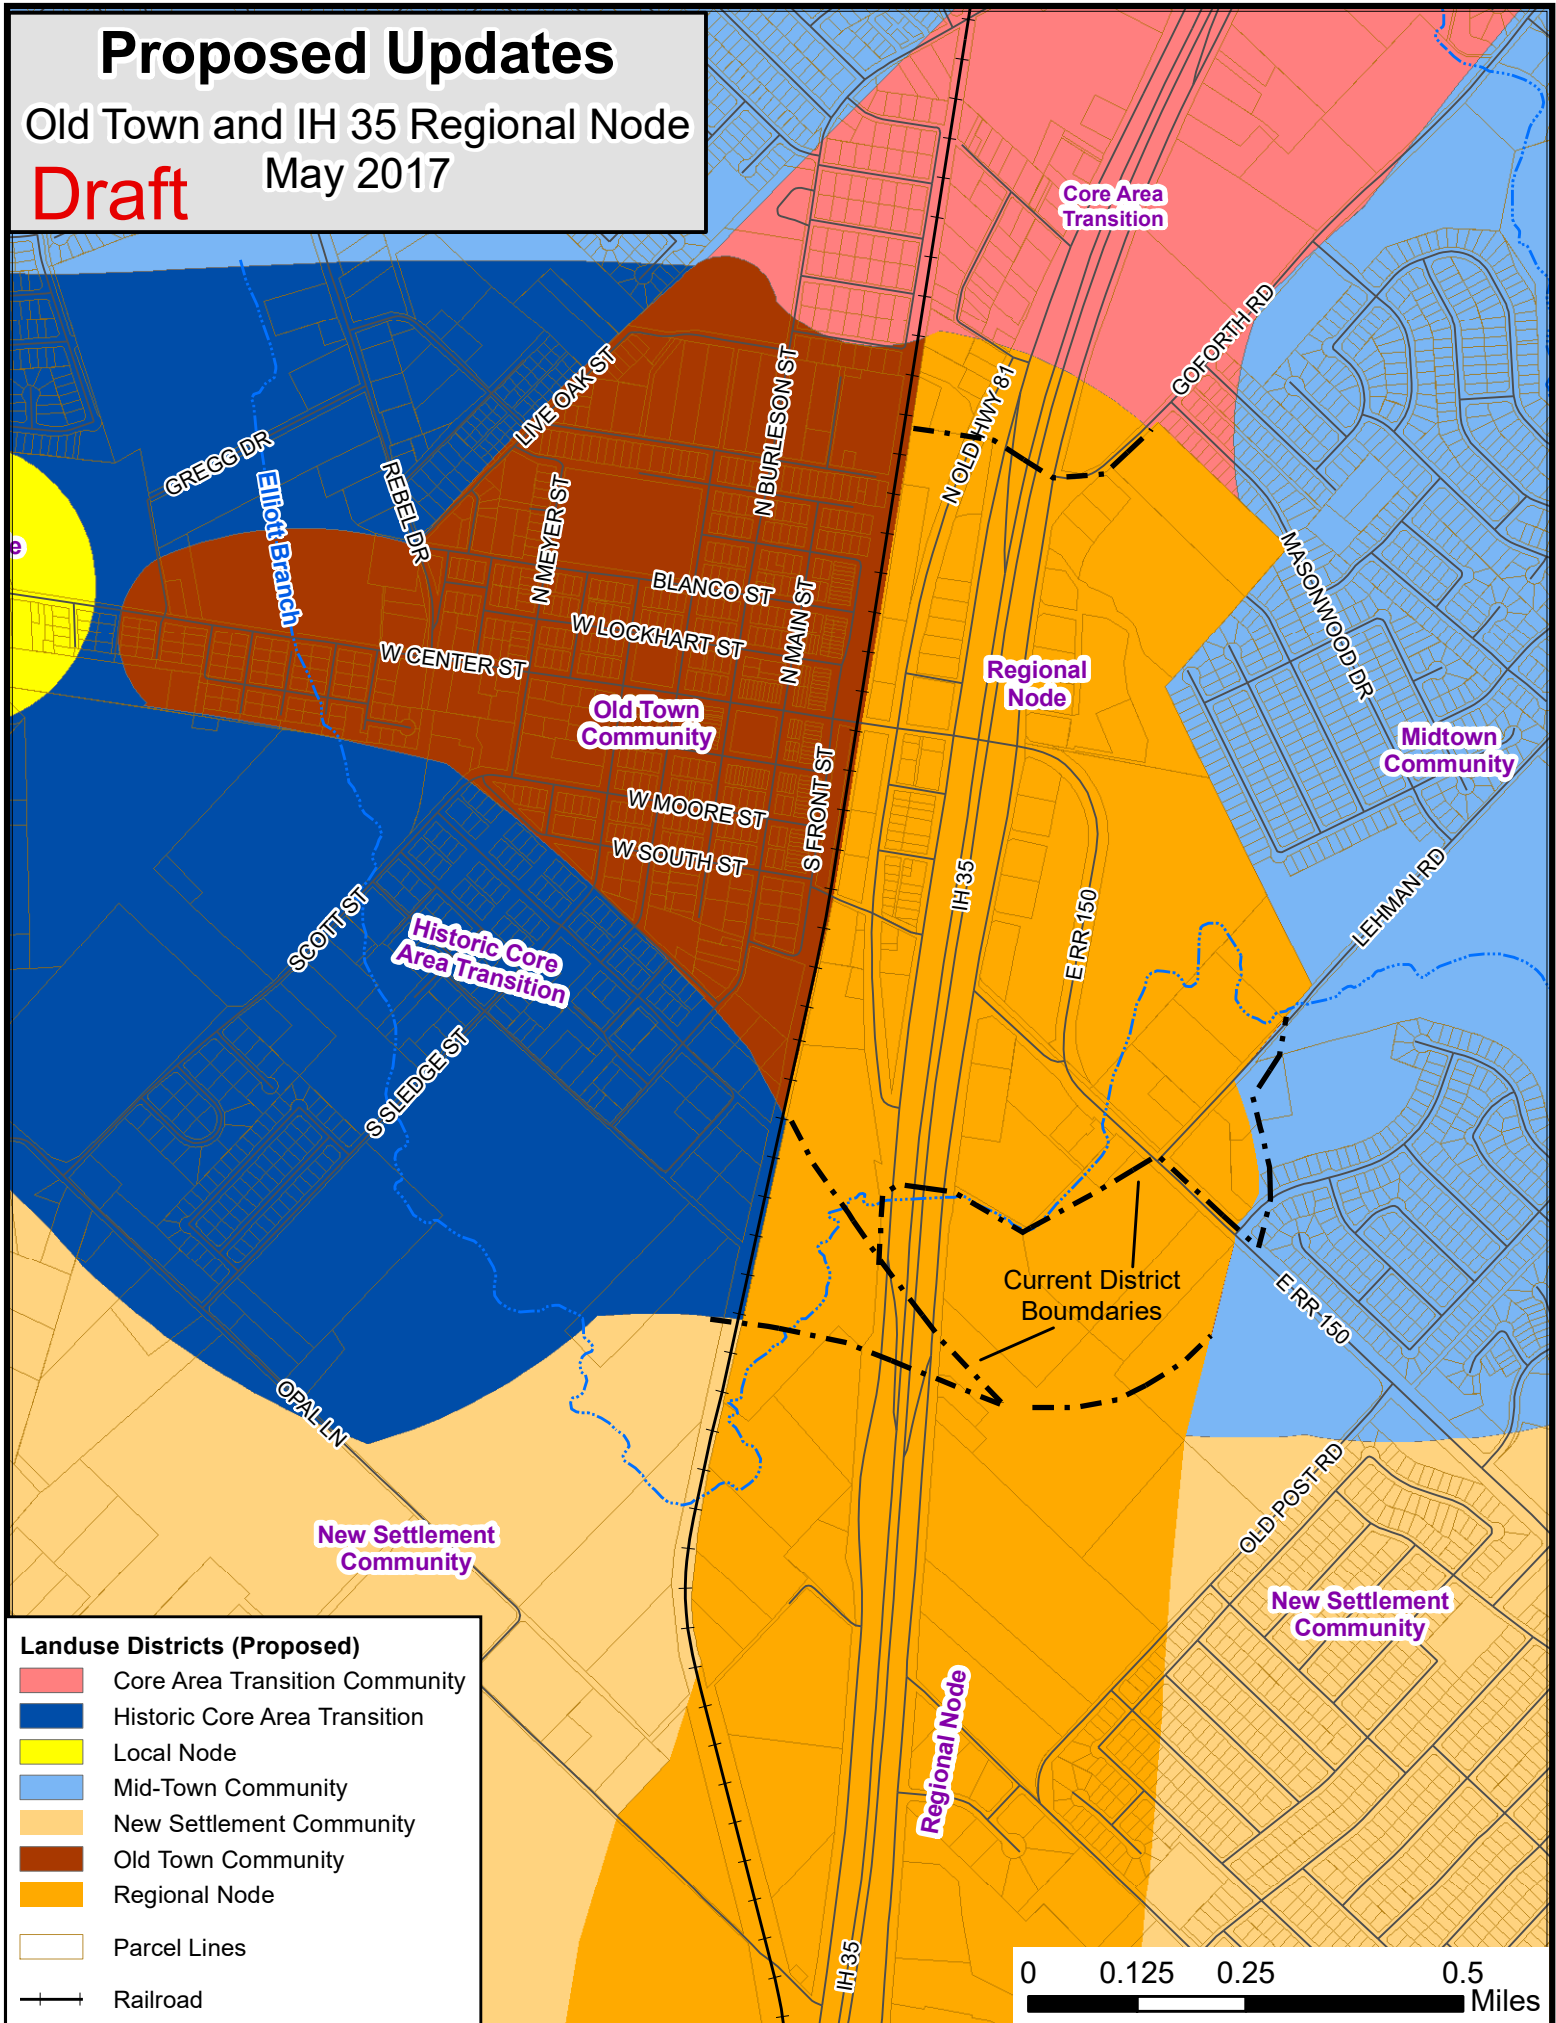 Proposed Updates
Old Town and IH 35 Regional Node
May 2017
Draft
Core Area
Transition
GOFORTH RD
N OLD HWY 81
LIVE OAK ST
N BURLESON ST
GREGG DR
REBEL DR
Elliott Branch
N MEYER ST
e
BLANCO ST
N MAIN ST
W LOCKHART ST
W CENTER ST
MASONWOOD DR
Regional
Node
Old Town
Community
Midtown
Community
S FRONT ST
W MOORE ST
W SOUTH ST
IH 35
E RR 150
LEHMAN RD
SCOTT ST
Historic Core
Area Transition
S SLEDGE ST
Current District
Boumdaries
E RR 150
OPAL LN
OLD POST RD
New Settlement
Community
New Settlement
Community
Regional Node
IH 35
Landuse Districts (Proposed)
Core Area Transition Community
Historic Core Area Transition
Local Node
Mid-Town Community
New Settlement Community
Old Town Community
Regional Node
Parcel Lines
Railroad
0 0.125 0.25 0.5
Miles